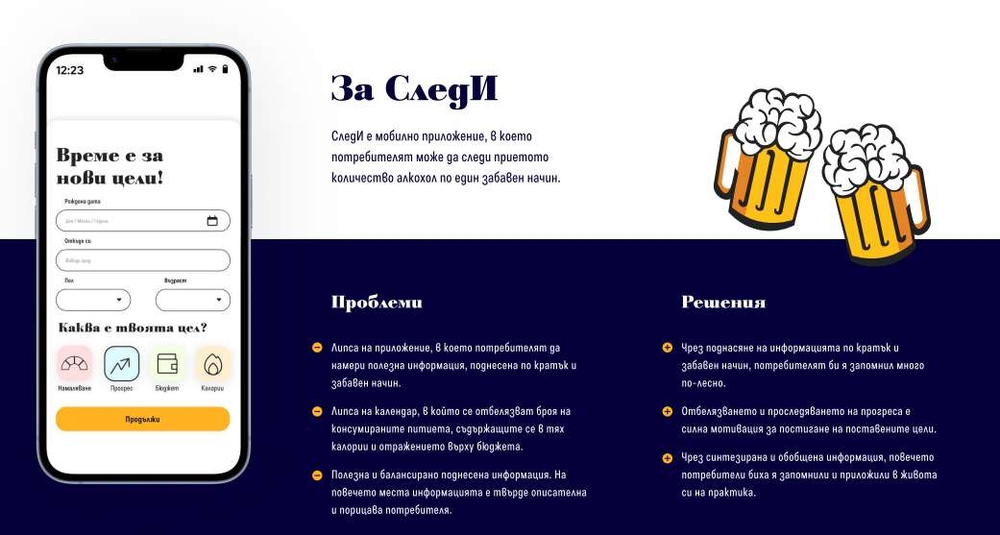 12:23
Време е за
нови цели!
Рождена дата
Ден / Месец / Година
Откъде си
Въведи град
Пол
Възраст
Каква е твоята цел?
Намаляване
Прогрес
Бюджет
Калории
Продължи
За СледИ
СледИ е мобилно приложение, в което
потребителят може да следи приетото
количество алкохол по един забавен начин.
Проблеми
Липса на приложение, в което потребителят да
намери полезна информация, поднесена по кратък и
забавен начин.
Липса на календар, в който се отбелязват броя на
консумираните питиета, съдържащите се в тях
калории и отражението върху бюджета.
Полезна и балансирано поднесена информация. На
повечето места информацията е твърде описателна
и порицава потребителя.
Решения
Чрез поднасяне на информацията по кратък и
забавен начин, потребителят би я запомнил много
по-лесно.
Отбелязването и проследяването на прогреса е
силна мотивация за постигане на поставените цели.
Чрез синтезирана и обобщена информация, повечето
потребители биха я запомнили и приложили в живота
си на практика.